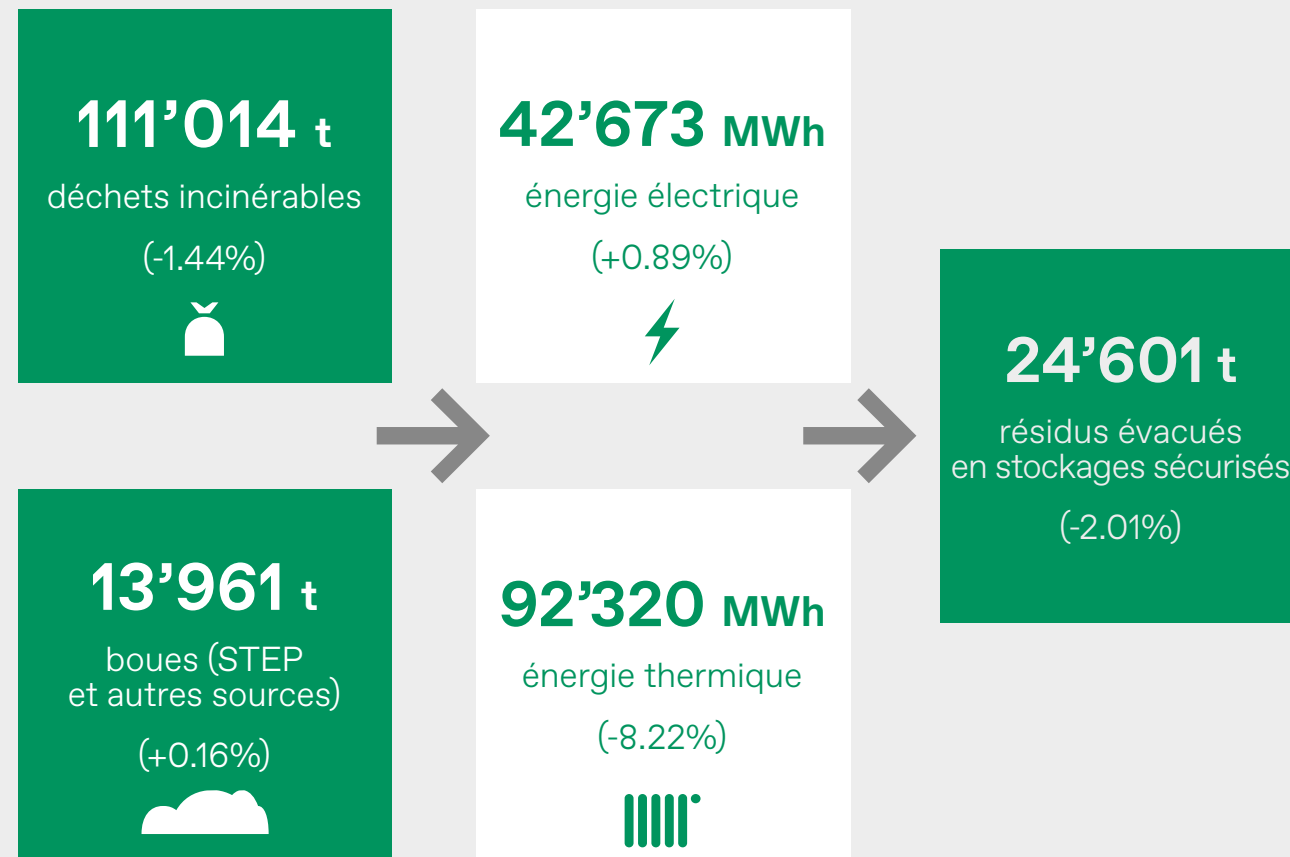 111’014 t
déchets incinérables
(-1.44%)
13’961 t
boues (STEP
et autres sources)
(+0.16%)
42’673 MWh
énergie électrique
(+0.89%)
92’320 MWh
énergie thermique
(-8.22%)
24’601 t
résidus évacués
en stockages sécurisés
(-2.01%)